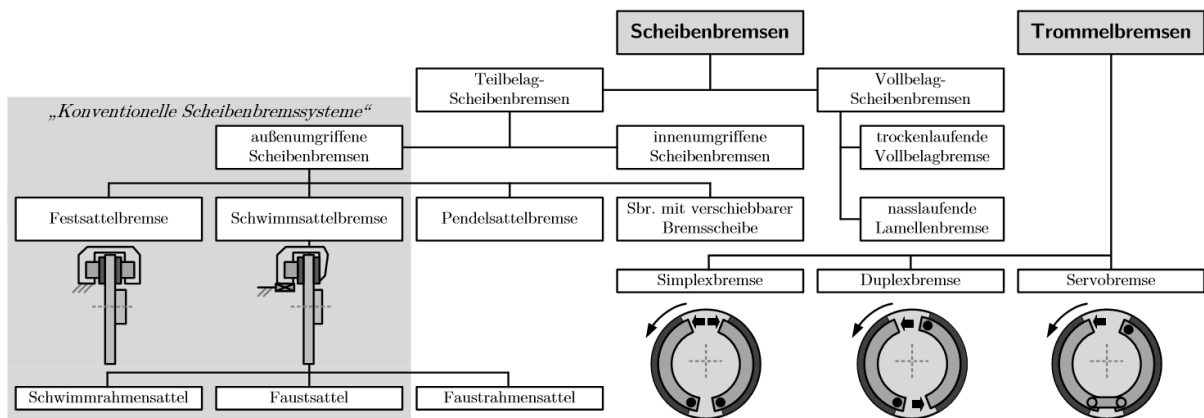 Scheibenbremsen
Trommelbremsen
Teilbelag-
Scheibenbremsen
Vollbelag-
Scheibenbremsen
„Konventionelle Scheibenbremssysteme“
außenumgriffene
Scheibenbremsen
innenumgriffene
Scheibenbremsen
trockenlaufende
Vollbelagbremse
Festsattelbremse
Schwimmsattelbremse
Pendelsattelbremse
Sbr. mit verschiebbarer
Bremsscheibe
nasslaufende
Lamellenbremse
Simplexbremse
Duplexbremse
Servobremse
Schwimmrahmensattel
Faustsattel
Faustrahmensattel